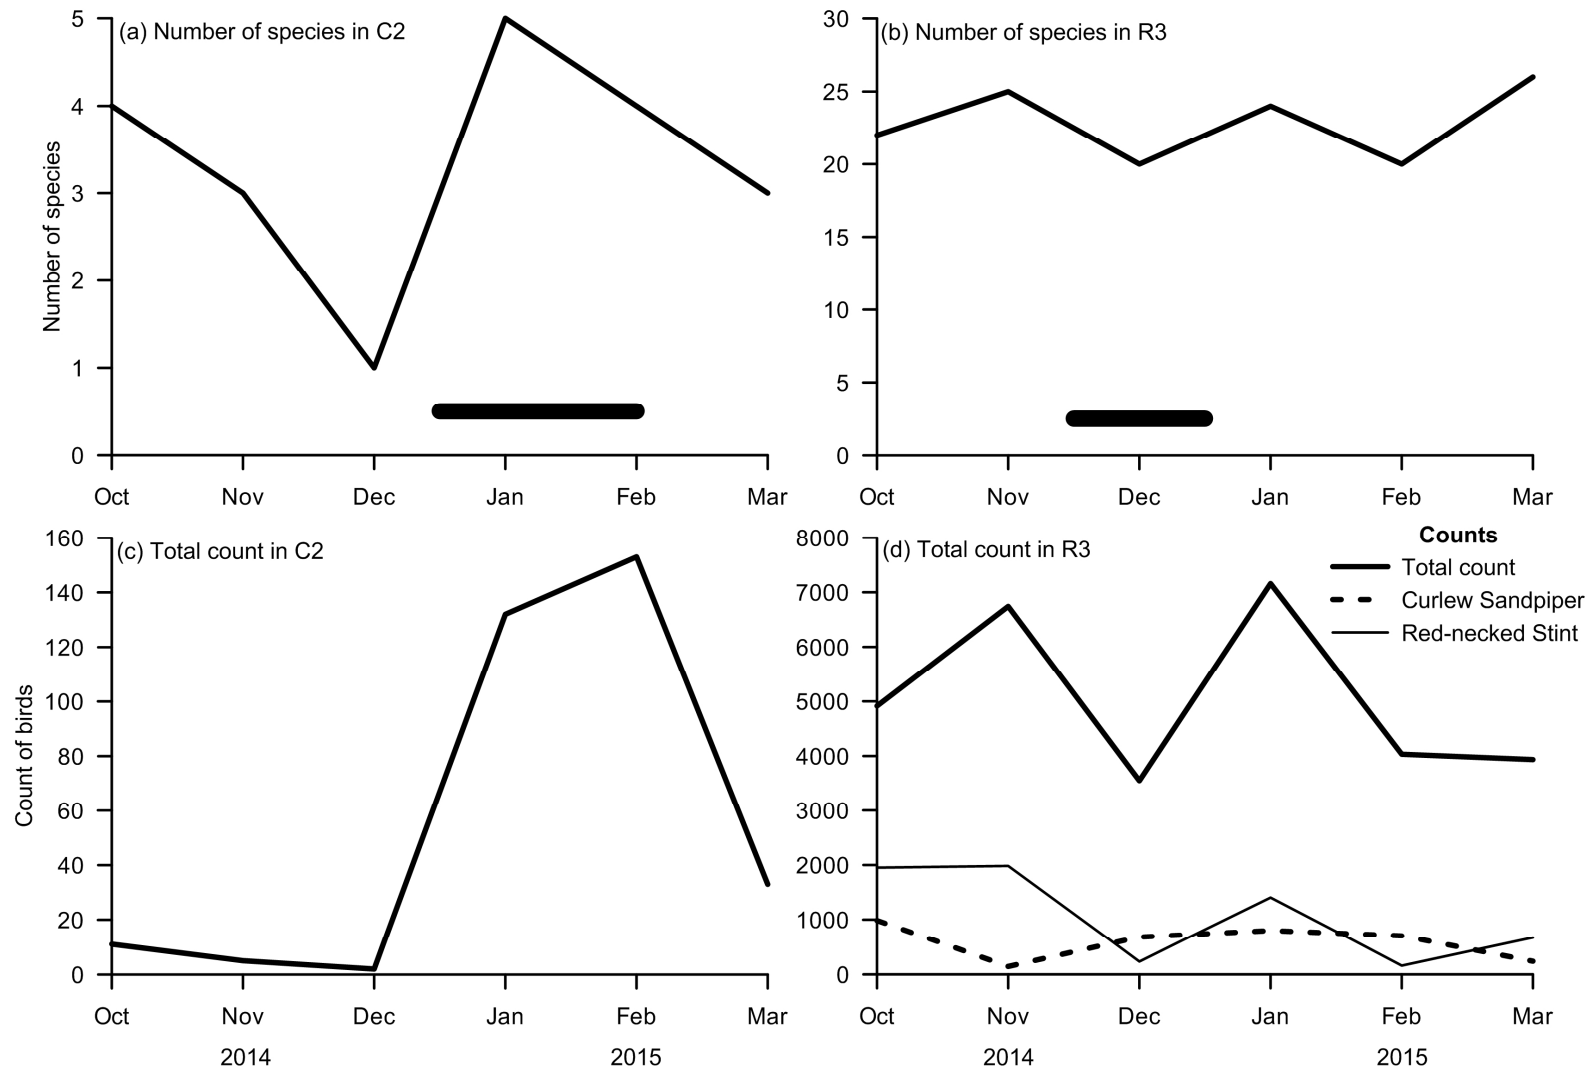 (a) Number of species in C2
5
4
3
2
1
0
Number of species
Oct Nov Dec Jan Feb Mar
(b) Number of species in R3
30
25
20
15
10
5
0
Oct Nov Dec Jan Feb Mar
(c) Total count in C2
160
140
120
100
80
60
40
20
0
Count of birds
Oct Nov Dec Jan Feb Mar
2014 2015
(d) Total count in R3
8000
7000
6000
5000
4000
3000
2000
1000
0
Counts
Total count
Curlew Sandpiper
Red-necked Stint
Oct Nov Dec Jan Feb Mar
2014 2015